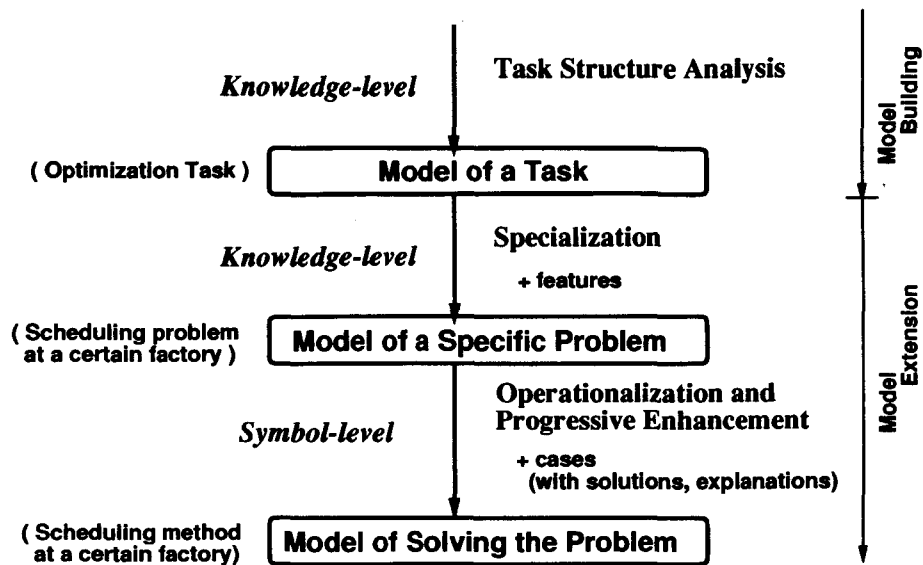 Knowledge-level
Task Structure Analysis
Model Building
( Optimization Task )
Model of a Task
Knowledge-level
Specialization
+ features
( Scheduling problem
at a certain factory )
Model of a Specific Problem
Model Extension
Symbol-level
Operationalization and
Progressive Enhancement
+ cases
(with solutions, explanations)
( Scheduling method
at a certain factory)
Model of Solving the Problem